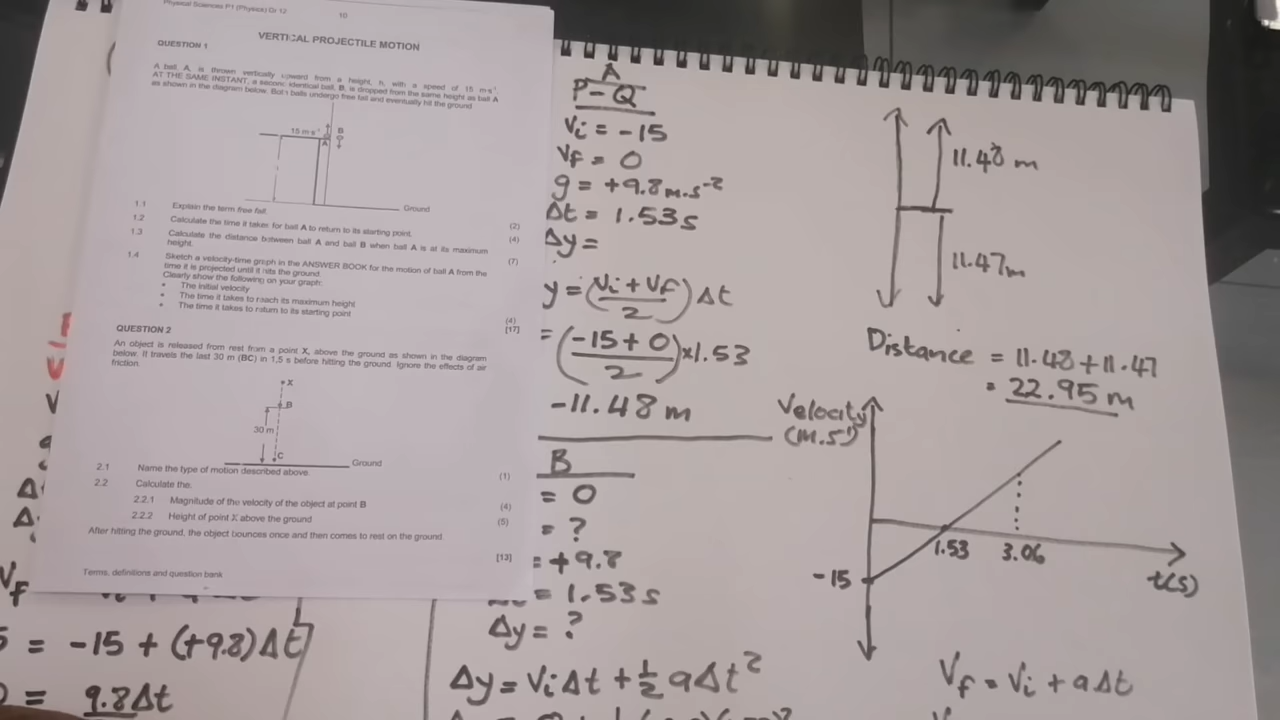 Physical Sciences P1 (Physics) Gr 12
10
VERTICAL PROJECTILE MOTION
QUESTION 1
A ball, A, is thrown vertically upward from a height, h, with a speed of 15 m·s⁻¹.
AT THE SAME INSTANT, a second identical ball, B, is dropped from the same height as ball A
as shown in the diagram below. Both balls undergo free fall and eventually hit the ground
15 m·s⁻¹
B
A
Ground
1.1 Explain the term free fall.
(2)
1.2 Calculate the time it takes for ball A to return to its starting point.
(4)
1.3 Calculate the distance between ball A and ball B when ball A is at its maximum
height.
(7)
1.4 Sketch a velocity-time graph in the ANSWER BOOK for the motion of ball A from the
time it is projected until it hits the ground.
Clearly show the following on your graph:
• The initial velocity
• The time it takes to reach its maximum height
• The time it takes to return to its starting point
(4)
[17]
QUESTION 2
An object is released from rest from a point X, above the ground as shown in the diagram
below. It travels the last 30 m (BC) in 1,5 s before hitting the ground. Ignore the effects of air
friction.
X
B
30 m
C
Ground
2.1 Name the type of motion described above.
(1)
2.2 Calculate the:
2.2.1 Magnitude of the velocity of the object at point B
(4)
2.2.2 Height of point X above the ground
(5)
After hitting the ground, the object bounces once and then comes to rest on the ground.
[13]
Terms, definitions and question bank
Vf
= -15 + (+9.8)Δt
= 9.8Δt
A
P-Q
Vi = -15
Vf = 0
g = +9.8 m.s⁻²
Δt = 1.53s
Δy =
y = (Vi + Vf / 2) Δt
= (-15 + 0 / 2) × 1.53
-11.48 m
B
= 0
= ?
= +9.8
= 1.53s
Δy = ?
Δy = ViΔt + ½ aΔt²
11.48 m
11.47m
Distance = 11.48 + 11.47
= 22.95 m
Velocity
(m.s⁻¹)
1.53 3.06
-15
t(s)
Vf = Vi + aΔt